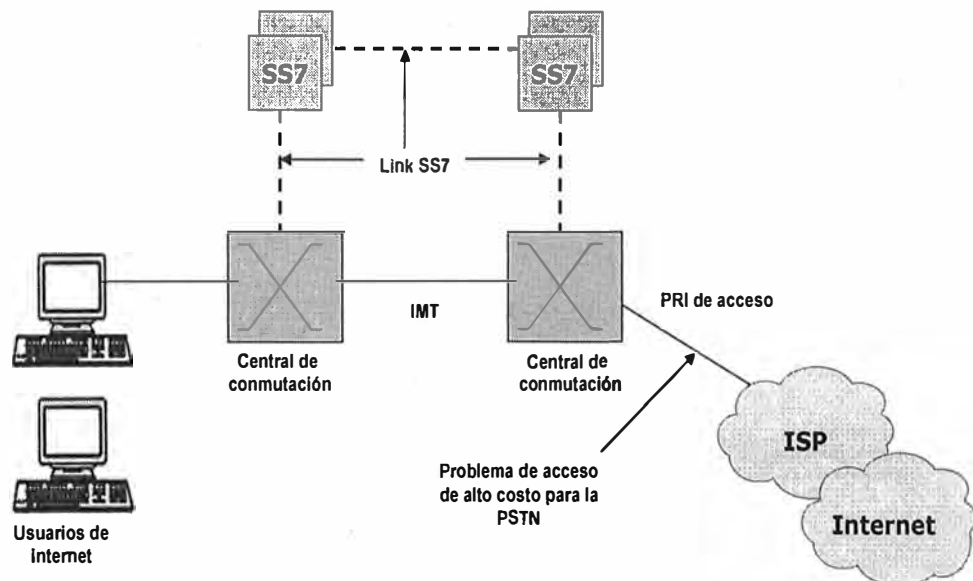 SS7
SS7
Link SS7
IMT
PRI de acceso
Central de
conmutación
Central de
conmutación
ISP
Problema de acceso
de alto costo para la
PSTN
Internet
Usuarios de
Internet